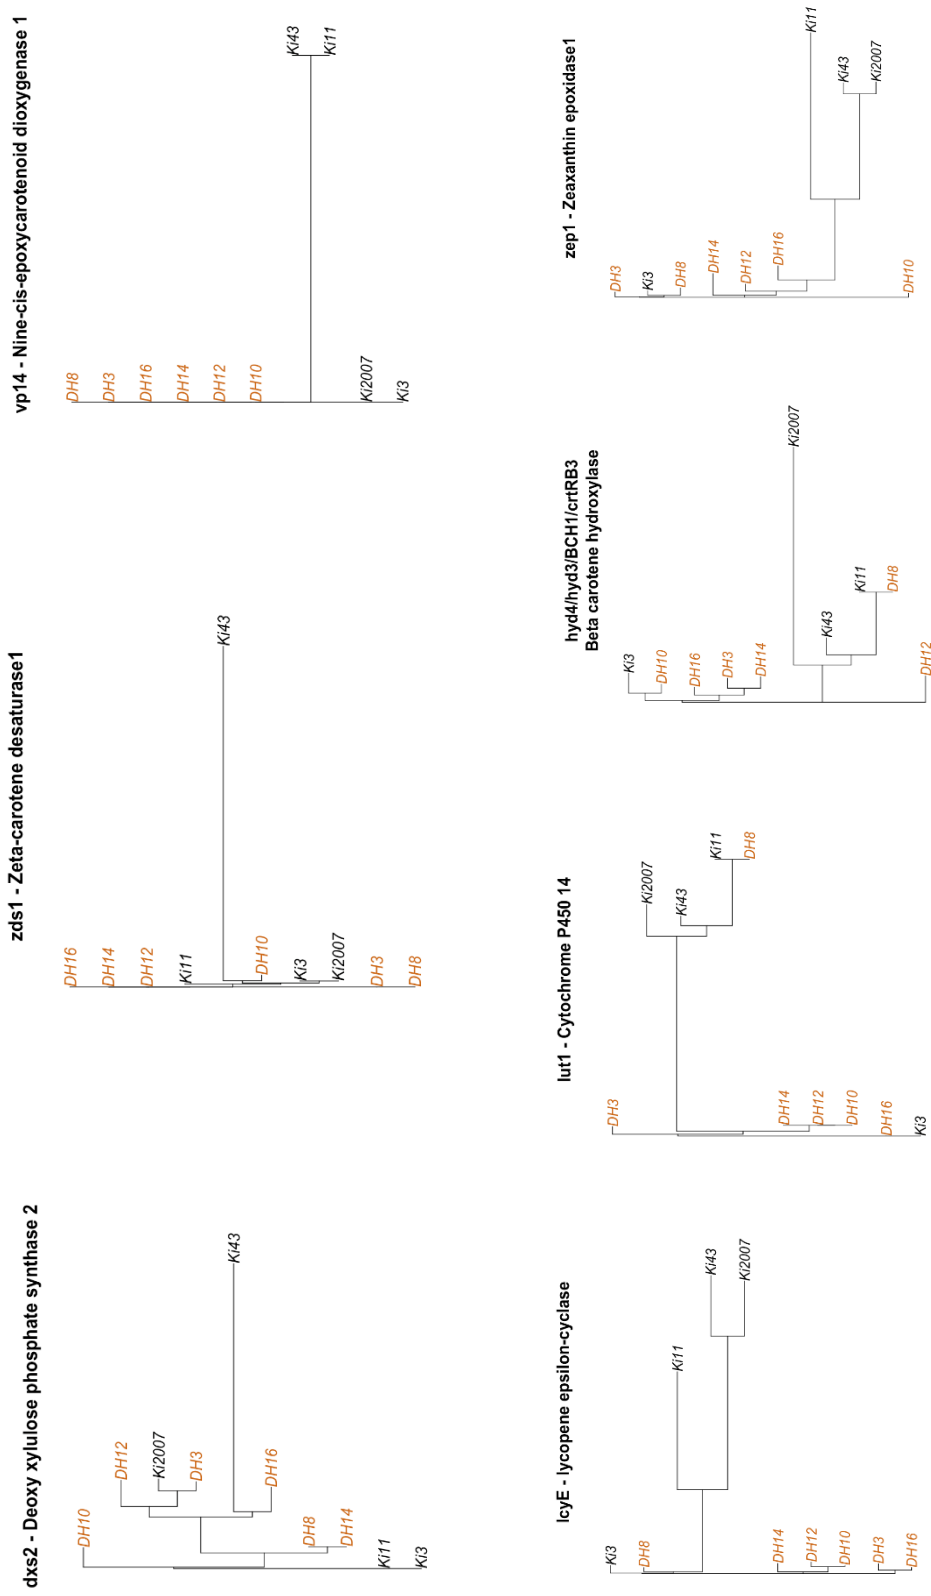 dxs2 - Deoxy xylulose phosphate synthase 2
DH10
DH12
Ki2007
DH3
Ki43
DH16
DH8
DH14
Ki11
Ki3
zds1 - Zeta-carotene desaturase1
DH16
DH14
DH12
Ki11
Ki43
DH10
Ki3
Ki2007
DH3
DH8
vp14 - Nine-cis-epoxycarotenoid dioxygenase 1
DH8
DH3
DH16
DH14
DH12
DH10
Ki43
Ki11
Ki2007
Ki3
lcyE - lycopene epsilon-cyclase
Ki3
DH8
Ki11
Ki43
Ki2007
DH14
DH12
DH10
DH3
DH16
lut1 - Cytochrome P450 14
DH3
Ki2007
Ki43
Ki11
DH8
DH14
DH12
DH10
DH16
Ki3
hyd4/hyd3/BCH1/crtRB3
Beta carotene hydroxylase
Ki3
DH10
DH16
DH3
DH14
Ki2007
Ki43
Ki11
DH8
DH12
zep1 - Zeaxanthin epoxidase1
DH3
Ki3
DH8
DH14
DH12
DH16
Ki11
Ki43
Ki2007
DH10